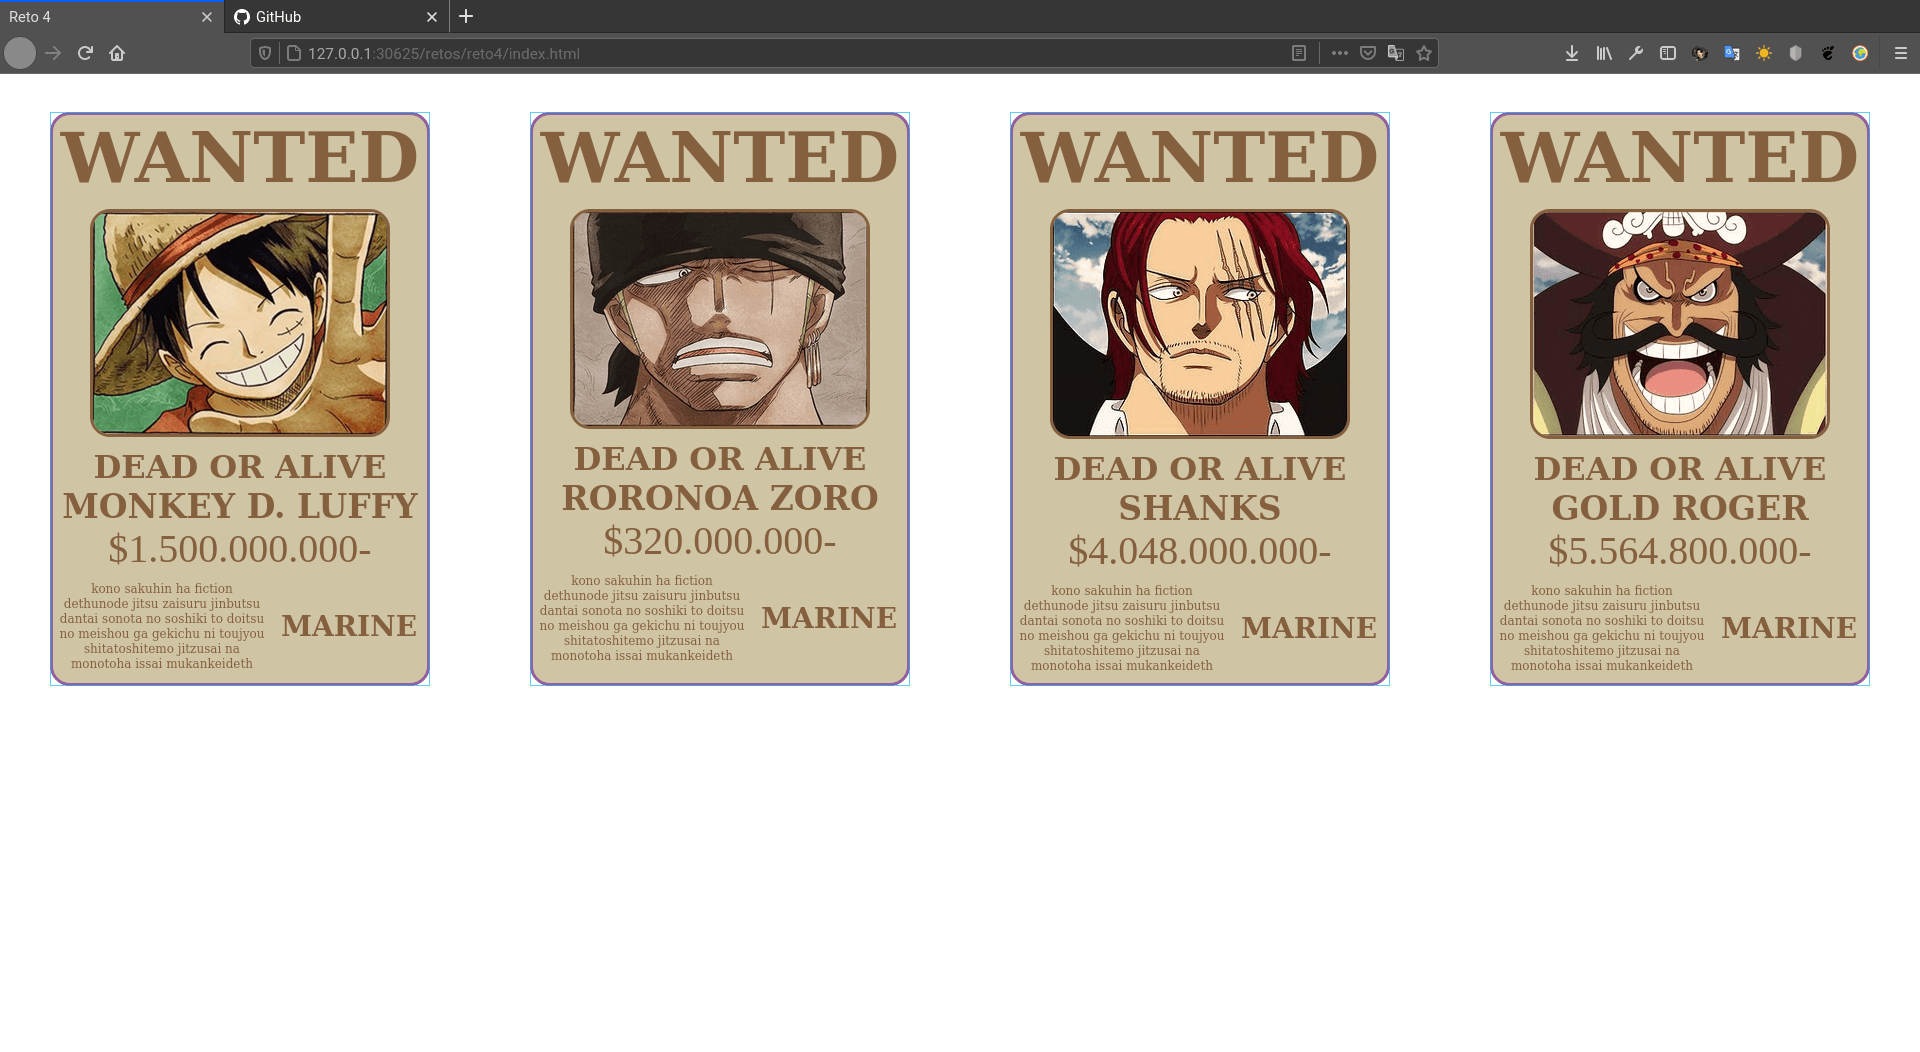 Reto 4
GitHub
127.0.0.1:30625/retos/reto4/index.html
WANTED
DEAD OR ALIVE
MONKEY D. LUFFY
$1.500.000.000-
kono sakuhin ha fiction
dethunode jitsu zaisuru jinbutsu
dantai sonota no soshiki to doitsu
no meishou ga gekichu ni toujyou
shitatoshitemo jitzusai na
monotoha issai mukankeideth
MARINE
WANTED
DEAD OR ALIVE
RORONOA ZORO
$320.000.000-
kono sakuhin ha fiction
dethunode jitsu zaisuru jinbutsu
dantai sonota no soshiki to doitsu
no meishou ga gekichu ni toujyou
shitatoshitemo jitzusai na
monotoha issai mukankeideth
MARINE
WANTED
DEAD OR ALIVE
SHANKS
$4.048.000.000-
kono sakuhin ha fiction
dethunode jitsu zaisuru jinbutsu
dantai sonota no soshiki to doitsu
no meishou ga gekichu ni toujyou
shitatoshitemo jitzusai na
monotoha issai mukankeideth
MARINE
WANTED
DEAD OR ALIVE
GOLD ROGER
$5.564.800.000-
kono sakuhin ha fiction
dethunode jitsu zaisuru jinbutsu
dantai sonota no soshiki to doitsu
no meishou ga gekichu ni toujyou
shitatoshitemo jitzusai na
monotoha issai mukankeideth
MARINE